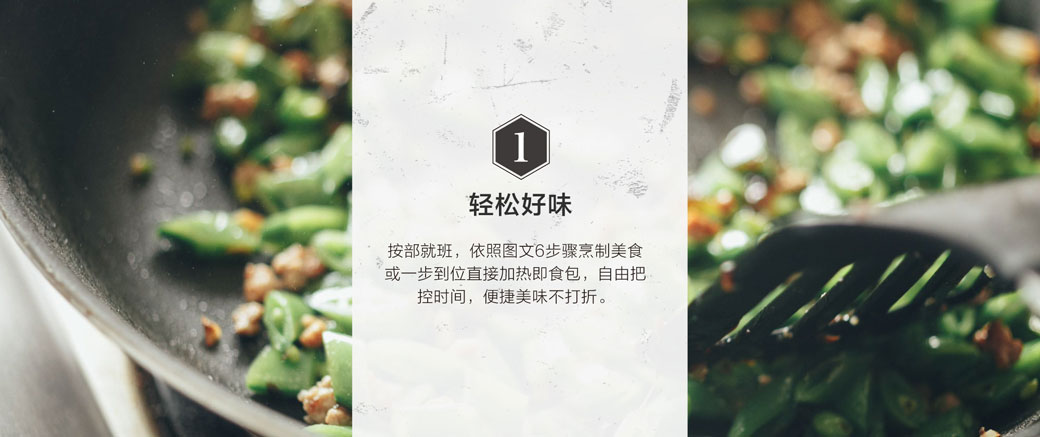 1
轻松好味
按部就班，依照图文6步骤烹制美食
或一步到位直接加热即食包，自由把
控时间，便捷美味不打折。